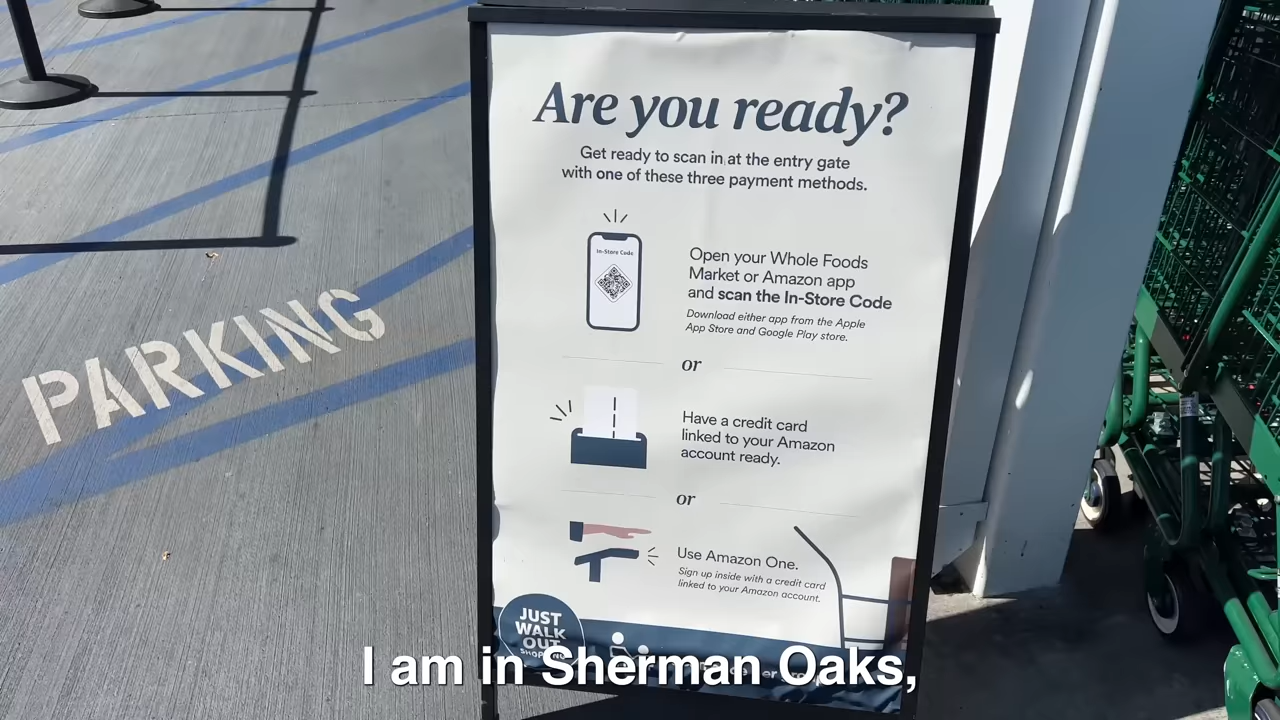 Are you ready?
Get ready to scan in at the entry gate
with one of these three payment methods.
In-Store Code
Open your Whole Foods
Market or Amazon app
and scan the In-Store Code
Download either app from the Apple
App Store and Google Play store.
or
Have a credit card
linked to your Amazon
account ready.
or
Use Amazon One.
Sign up inside with a credit card
linked to your Amazon account.
JUST
WALK
OUT
SHOPPING
PARKING
I am in Sherman Oaks,